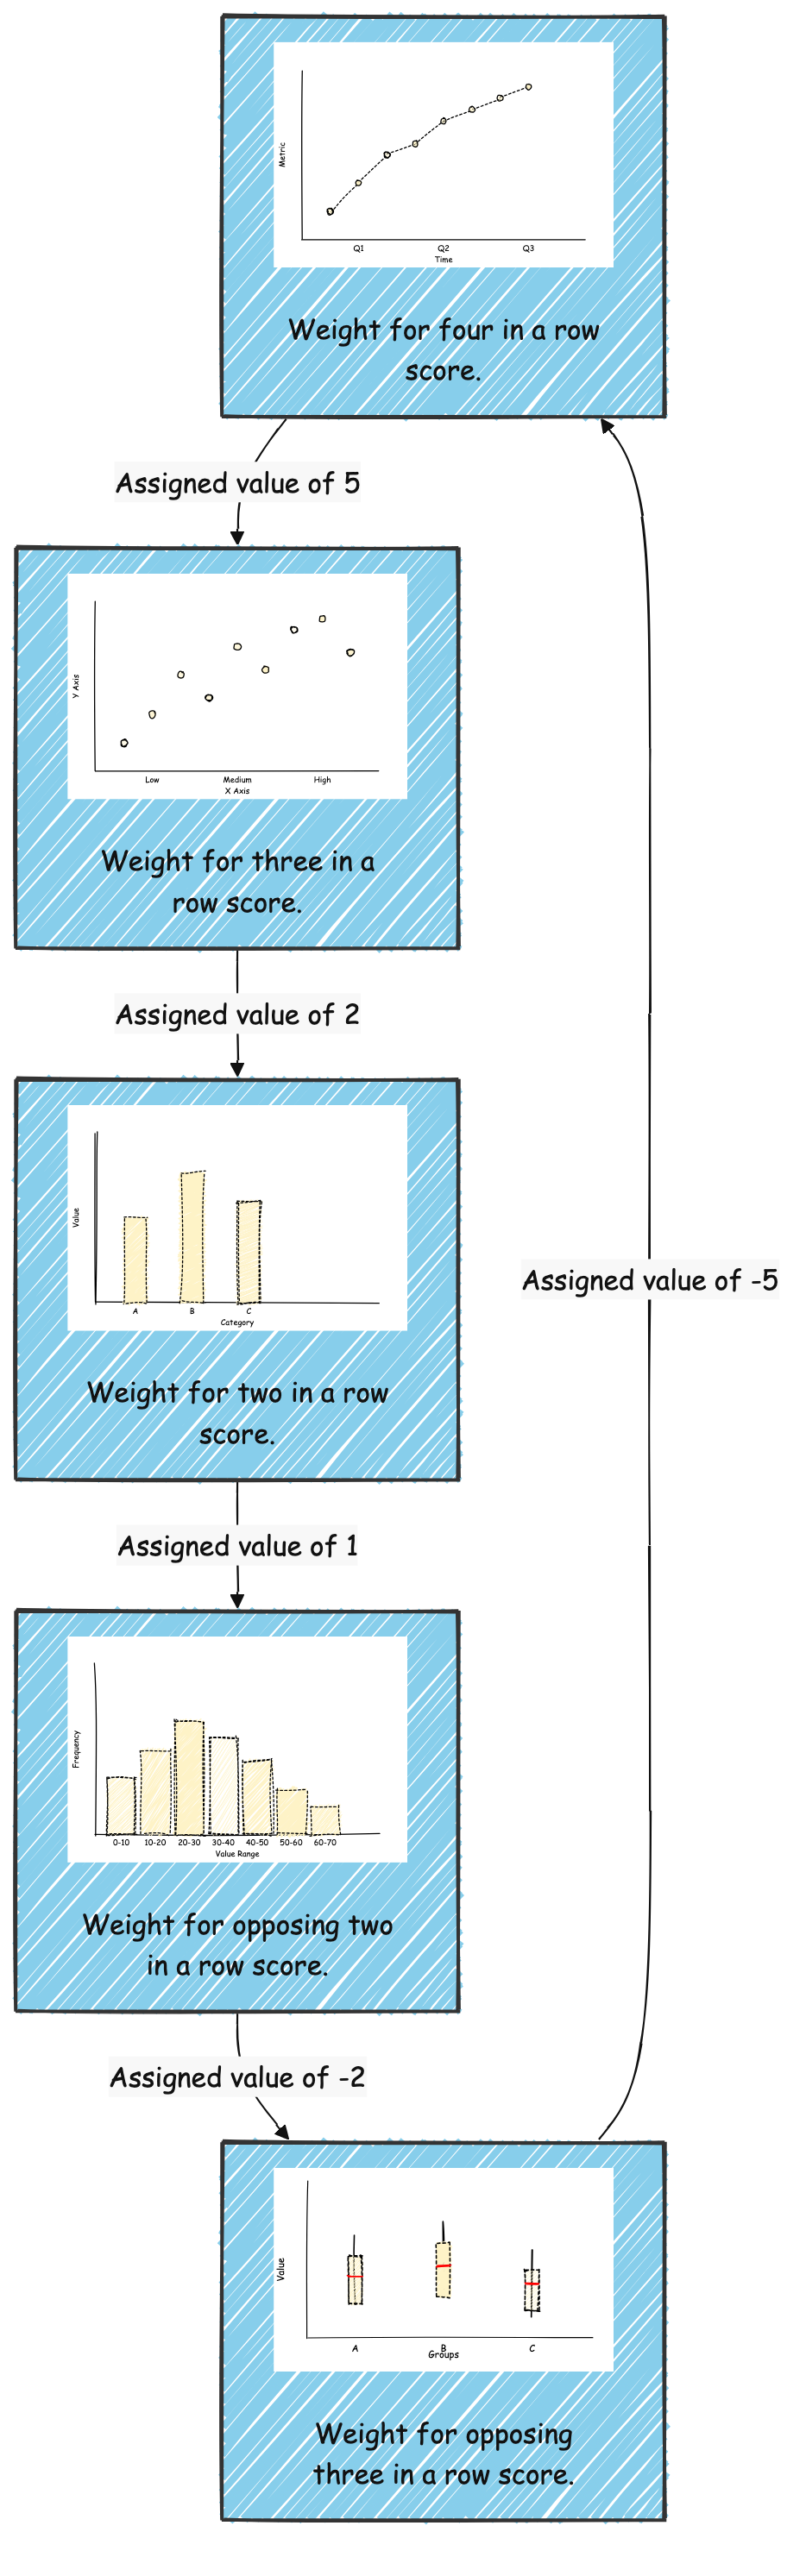 Metric
Q1 Q2 Q3
Time
Weight for four in a row
score.
Assigned value of 5
Y Axis
Low Medium High
X Axis
Weight for three in a
row score.
Assigned value of 2
Value
A B C
Category
Weight for two in a row
score.
Assigned value of -5
Assigned value of 1
Frequency
0-10 10-20 20-30 30-40 40-50 50-60 60-70
Value Range
Weight for opposing two
in a row score.
Assigned value of -2
Value
A B C
Groups
Weight for opposing
three in a row score.